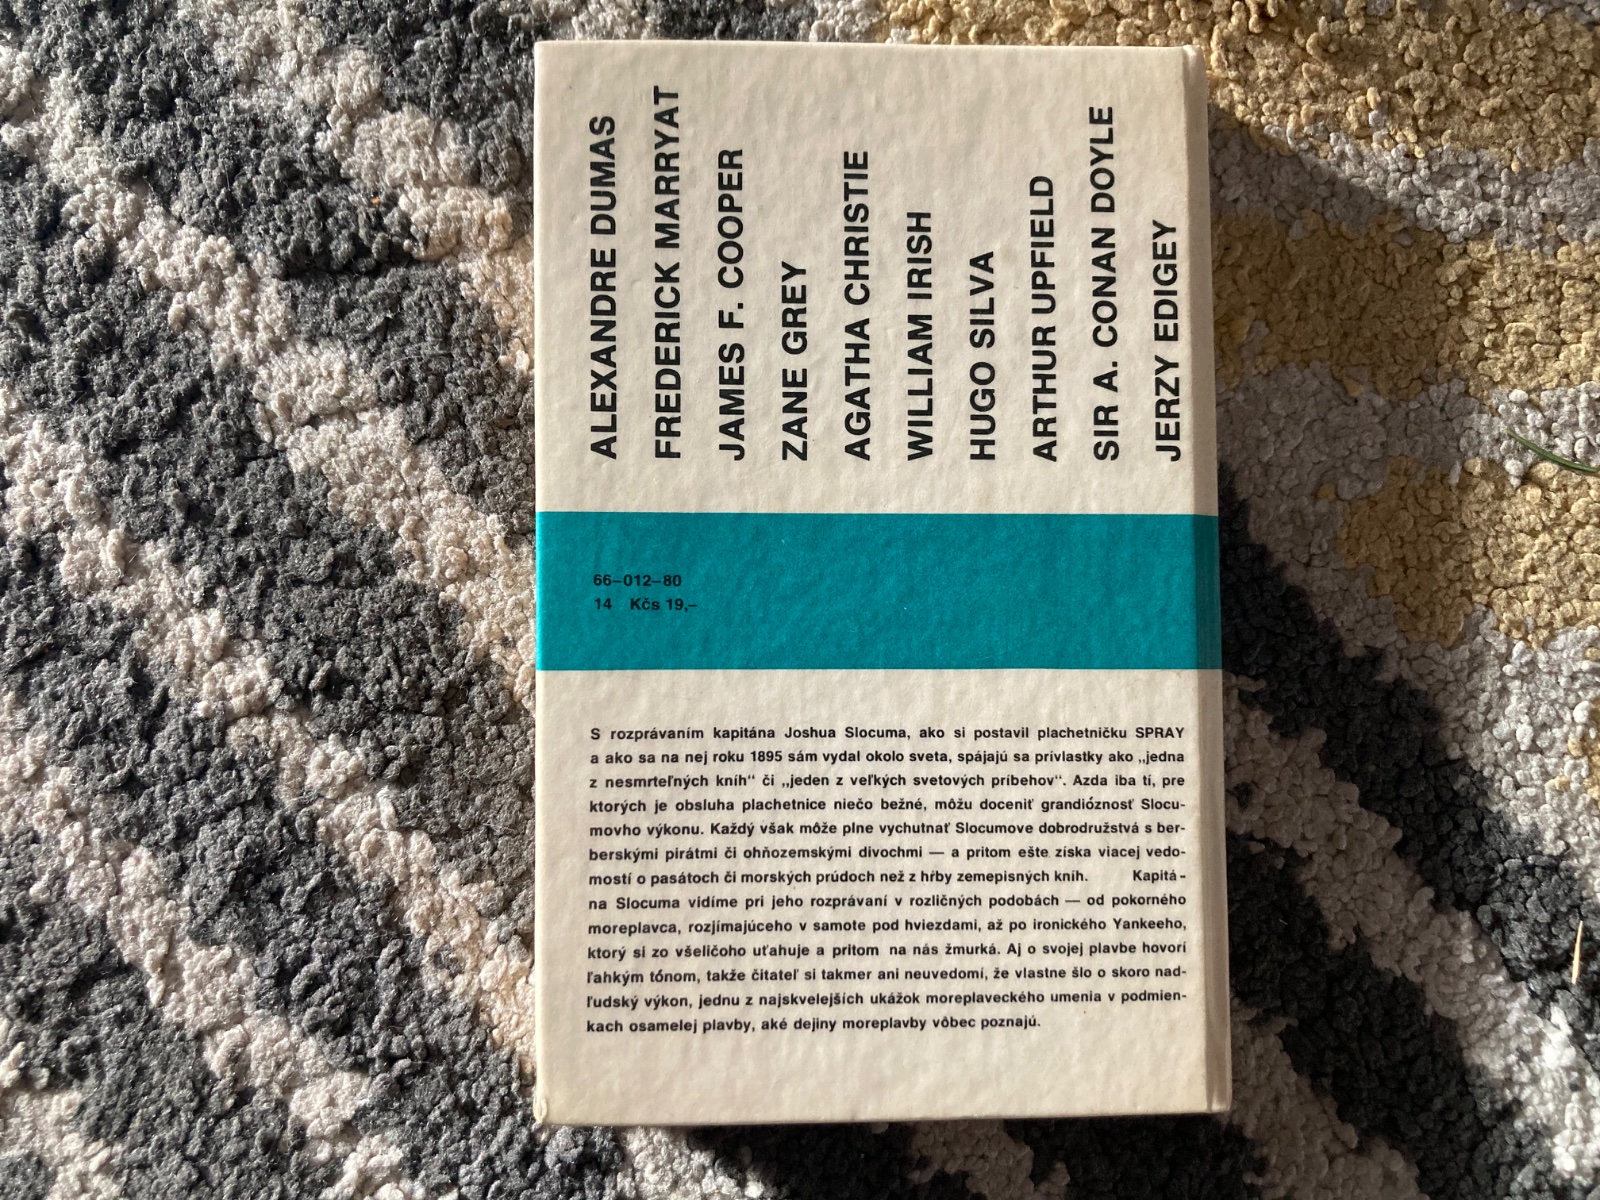 ALEXANDRE DUMAS
FREDERICK MARRYAT
JAMES F. COOPER
ZANE GREY
AGATHA CHRISTIE
WILLIAM IRISH
HUGO SILVA
ARTHUR UPFIELD
SIR A. CONAN DOYLE
JERZY EDIGEY
66–012–80
14 Kčs 19,–
S rozprávaním kapitána Joshua Slocuma, ako si postavil plachetničku SPRAY
a ako sa na nej roku 1895 sám vydal okolo sveta, spájajú sa prívlastky ako „jedna
z nesmrteľných kníh“ či „jeden z veľkých svetových príbehov“. Azda iba tí, pre
ktorých je obsluha plachetnice niečo bežné, môžu doceniť grandióznosť Slocu-
movho výkonu. Každý však môže plne vychutnať Slocumove dobrodružstvá s ber-
berskými pirátmi či ohňozemskými divochmi — a pritom ešte získa viacej vedo-
mostí o pasátoch či morských prúdoch než z hŕby zemepisných kníh. Kapitá-
na Slocuma vidíme pri jeho rozprávaní v rozličných podobách — od pokorného
moreplavca, rozjímajúceho v samote pod hviezdami, až po ironického Yankeeho,
ktorý si zo všeličoho uťahuje a pritom na nás žmurká. Aj o svojej plavbe hovorí
ľahkým tónom, takže čitateľ si takmer ani neuvedomí, že vlastne šlo o skoro nad-
ľudský výkon, jednu z najskvelejších ukážok moreplaveckého umenia v podmien-
kach osamelej plavby, aké dejiny moreplavby vôbec poznajú.